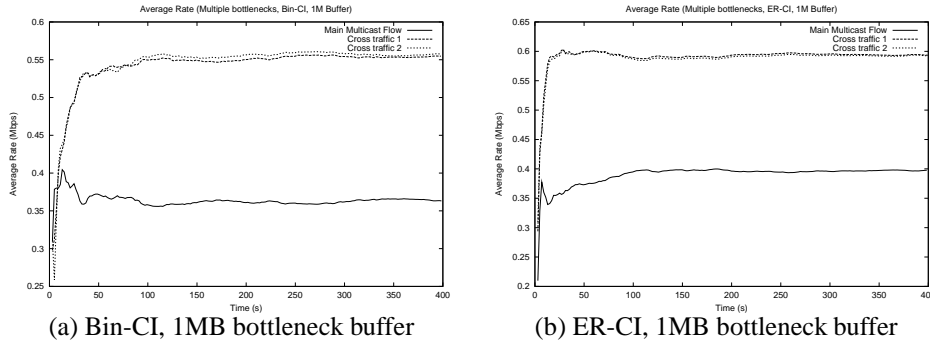 Average Rate (Multiple bottlenecks, Bin-CI, 1M Buffer)
0.6
0.55
0.5
0.45
0.4
0.35
0.3
0.25
Average Rate (Mbps)
Main Multicast Flow
Cross traffic 1
Cross traffic 2
0 50 100 150 200 250 300 350 400
Time (s)
(a) Bin-CI, 1MB bottleneck buffer
Average Rate (Multiple bottlenecks, ER-CI, 1M Buffer)
0.65
0.6
0.55
0.5
0.45
0.4
0.35
0.3
0.25
0.2
Average Rate (Mbps)
Main Multicast Flow
Cross traffic 1
Cross traffic 2
0 50 100 150 200 250 300 350 400
Time (s)
(b) ER-CI, 1MB bottleneck buffer